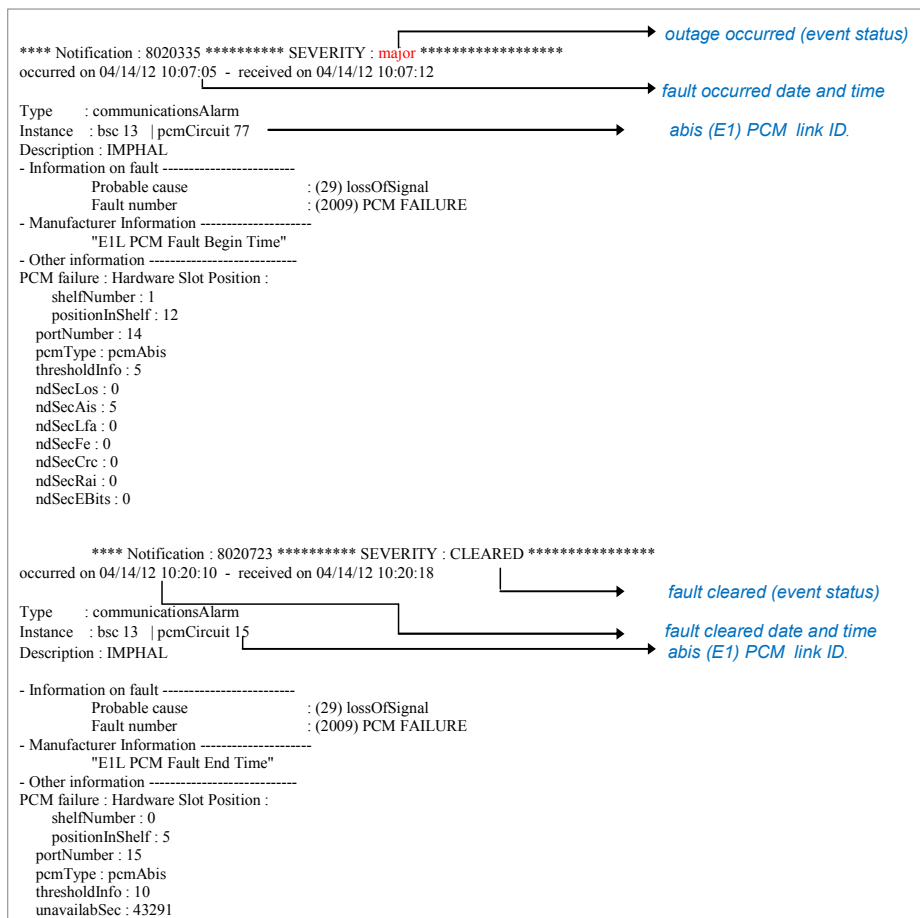 outage occurred (event status)
**** Notification : 8020335 ********** SEVERITY : major ******************
occurred on 04/14/12 10:07:05 - received on 04/14/12 10:07:12
fault occurred date and time
Type : communicationsAlarm
Instance : bsc 13 | pcmCircuit 77
abis (E1) PCM link ID.
Description : IMPHAL
- Information on fault -------------------------
Probable cause : (29) lossOfSignal
Fault number : (2009) PCM FAILURE
- Manufacturer Information ---------------------
"E1L PCM Fault Begin Time"
- Other information ----------------------------
PCM failure : Hardware Slot Position :
shelfNumber : 1
positionInShelf : 12
portNumber : 14
pcmType : pcmAbis
thresholdInfo : 5
ndSecLos : 0
ndSecAis : 5
ndSecLfa : 0
ndSecFe : 0
ndSecCrc : 0
ndSecRai : 0
ndSecEBits : 0
**** Notification : 8020723 ********** SEVERITY : CLEARED ****************
occurred on 04/14/12 10:20:10 - received on 04/14/12 10:20:18
fault cleared (event status)
Type : communicationsAlarm
Instance : bsc 13 | pcmCircuit 15
fault cleared date and time
Description : IMPHAL
abis (E1) PCM link ID.
- Information on fault -------------------------
Probable cause : (29) lossOfSignal
Fault number : (2009) PCM FAILURE
- Manufacturer Information ---------------------
"E1L PCM Fault End Time"
- Other information ----------------------------
PCM failure : Hardware Slot Position :
shelfNumber : 0
positionInShelf : 5
portNumber : 15
pcmType : pcmAbis
thresholdInfo : 10
unavailabSec : 43291